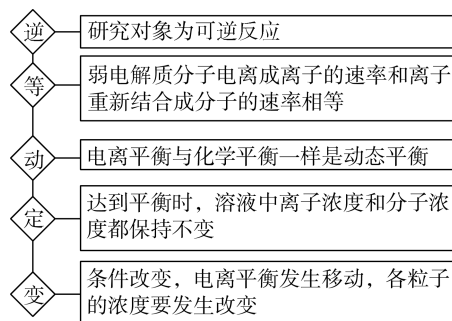 逆
研究对象为可逆反应
等
弱电解质分子电离成离子的速率和离子
重新结合成分子的速率相等
动
电离平衡与化学平衡一样是动态平衡
定
达到平衡时，溶液中离子浓度和分子浓
度都保持不变
变
条件改变，电离平衡发生移动，各粒子
的浓度要发生改变